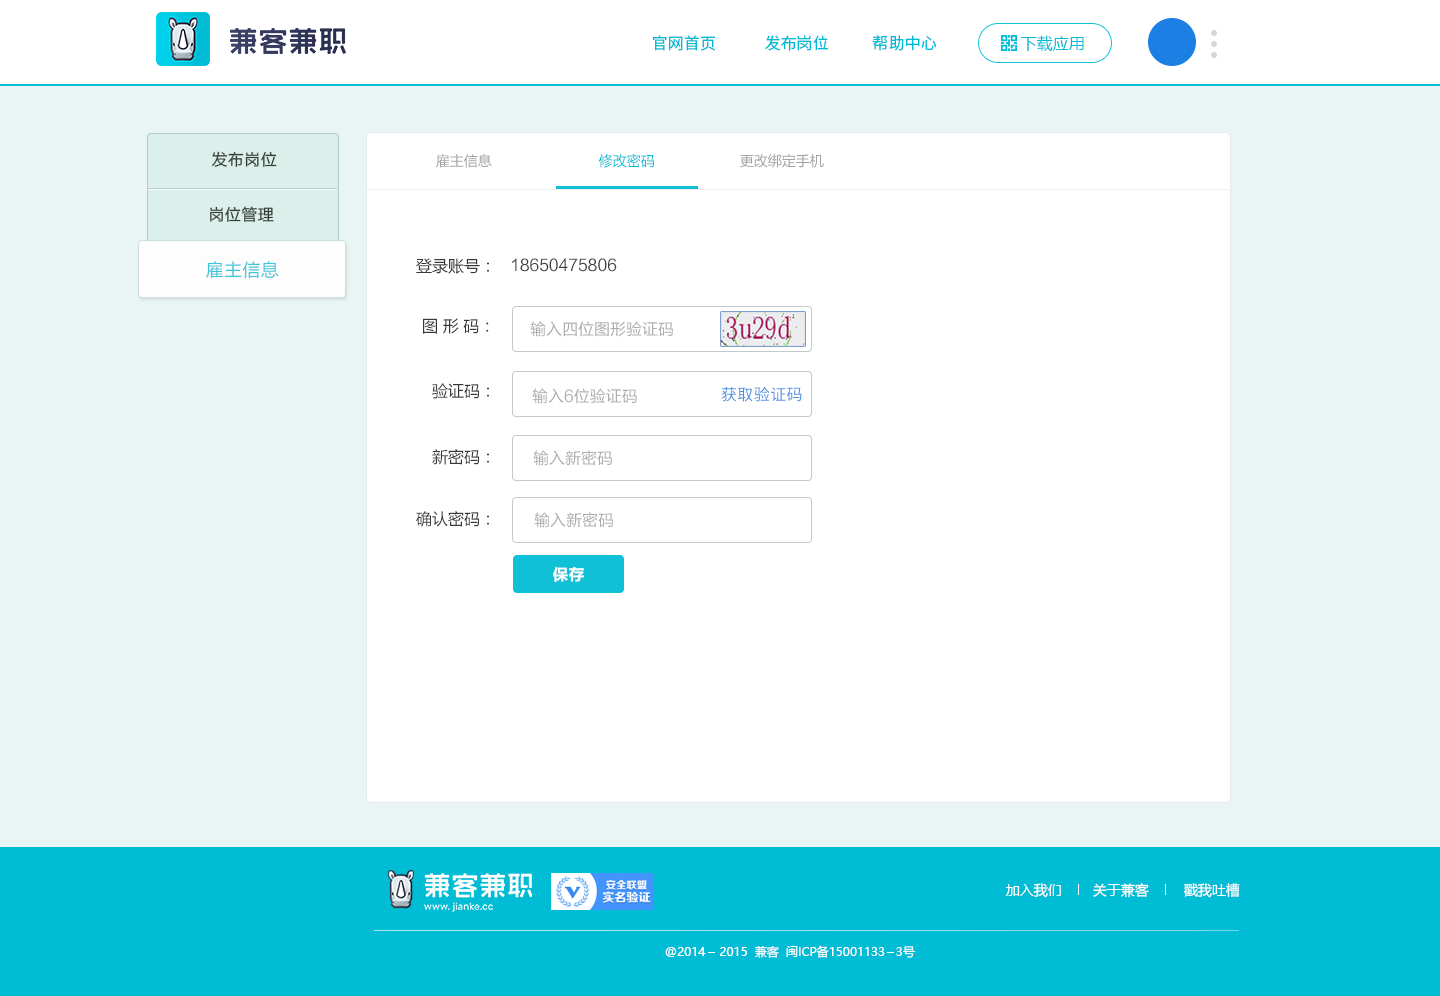 兼客兼职
官网首页 发布岗位 帮助中心 下载应用
发布岗位
岗位管理
雇主信息
雇主信息 修改密码 更改绑定手机
登录账号： 18650475806
图 形 码： 输入四位图形验证码 3u29d
验证码： 输入6位验证码 获取验证码
新密码： 输入新密码
确认密码： 输入新密码
保存
兼客兼职
www.jianke.cc
安全联盟
实名验证
加入我们 | 关于兼客 | 戳我吐槽
@2014－2015 兼客 闽ICP备15001133－3号